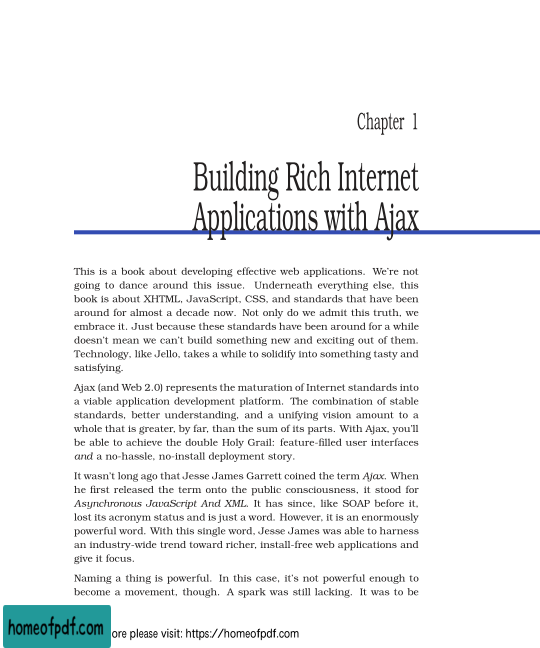 Chapter 1
Building Rich Internet
Applications with Ajax
This is a book about developing effective web applications. We're not
going to dance around this issue. Underneath everything else, this
book is about XHTML, JavaScript, CSS, and standards that have been
around for almost a decade now. Not only do we admit this truth, we
embrace it. Just because these standards have been around for a while
doesn't mean we can't build something new and exciting out of them.
Technology, like Jello, takes a while to solidify into something tasty and
satisfying.
Ajax (and Web 2.0) represents the maturation of Internet standards into
a viable application development platform. The combination of stable
standards, better understanding, and a unifying vision amount to a
whole that is greater, by far, than the sum of its parts. With Ajax, you'll
be able to achieve the double Holy Grail: feature-filled user interfaces
and a no-hassle, no-install deployment story.
It wasn't long ago that Jesse James Garrett coined the term Ajax. When
he first released the term onto the public consciousness, it stood for
Asynchronous JavaScript And XML. It has since, like SOAP before it,
lost its acronym status and is just a word. However, it is an enormously
powerful word. With this single word, Jesse James was able to harness
an industry-wide trend toward richer, install-free web applications and
give it focus.
Naming a thing is powerful. In this case, it's not powerful enough to
become a movement, though. A spark was still lacking. It was to be
homeofpdf.com
ore please visit: https://homeofpdf.com